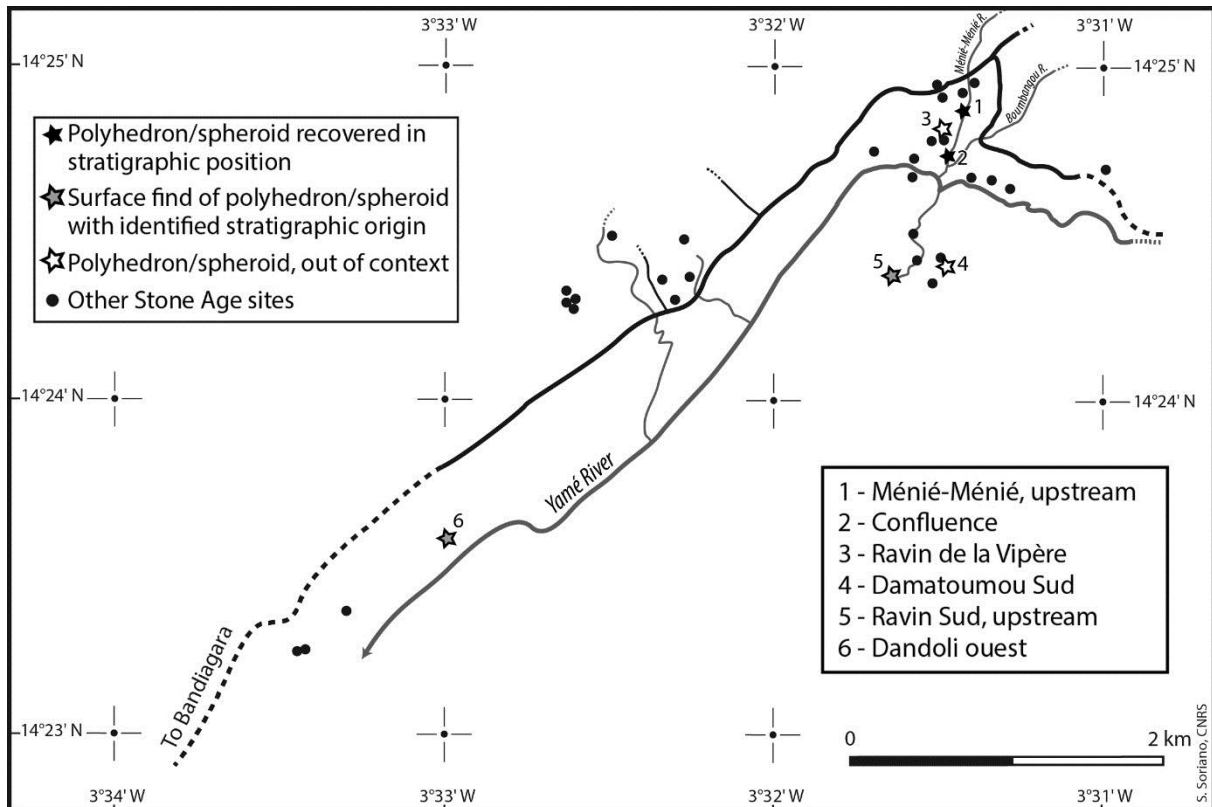 3°33' W
3°32' W
3°31' W
14°25' N
14°25' N
Ménié-Ménié R.
Boumbangou R.
Polyhedron/spheroid recovered in
stratigraphic position
Surface find of polyhedron/spheroid
with identified stratigraphic origin
Polyhedron/spheroid, out of context
Other Stone Age sites
1
3
2
5
4
14°24' N
14°24' N
Yamé River
6
1 - Ménié-Ménié, upstream
2 - Confluence
3 - Ravin de la Vipère
4 - Damatoumou Sud
5 - Ravin Sud, upstream
6 - Dandoli ouest
To Bandiagara
14°23' N
0
2 km
3°34' W
3°33' W
3°32' W
3°31' W
S. Soriano, CNRS